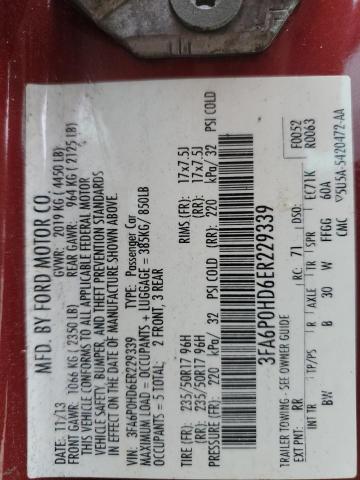 MFD. BY FORD MOTOR CO.
DATE: 11/13 GVWR: 2019 KG ( 4450 LB)
FRONT GAWR: 1066 KG ( 2350 LB) REAR GAWR: 964 KG ( 2125 LB)
THIS VEHICLE CONFORMS TO ALL APPLICABLE FEDERAL MOTOR
VEHICLE SAFETY, BUMPER, AND THEFT PREVENTION STANDARDS
IN EFFECT ON THE DATE OF MANUFACTURE SHOWN ABOVE.
VIN: 3FA6P0HD6ER229339 TYPE: Passenger Car
MAXIMUM LOAD = OCCUPANTS + LUGGAGE = 385KG/ 850LB
OCCUPANTS = 5 TOTAL: 2 FRONT, 3 REAR
TIRE (FR): 235/50R17 96H RIMS (FR): 17x7.5J
TIRE (RR): 235/50R17 96H (RR): 17x7.5J
PRESSURE (FR): 220 kPa/ 32 PSI COLD (RR): 220 kPa/ 32 PSI COLD
3FA6P0HD6ER229339
TRAILER TOWING - SEE OWNER GUIDE
EXT PNT: RR RC: 71 DSO: F0052 R0063
INT TR TP/PS R AXLE TR SPR EC71K
BW B 30 W FFGG 60A
CMC 5U5A-5420472-AA